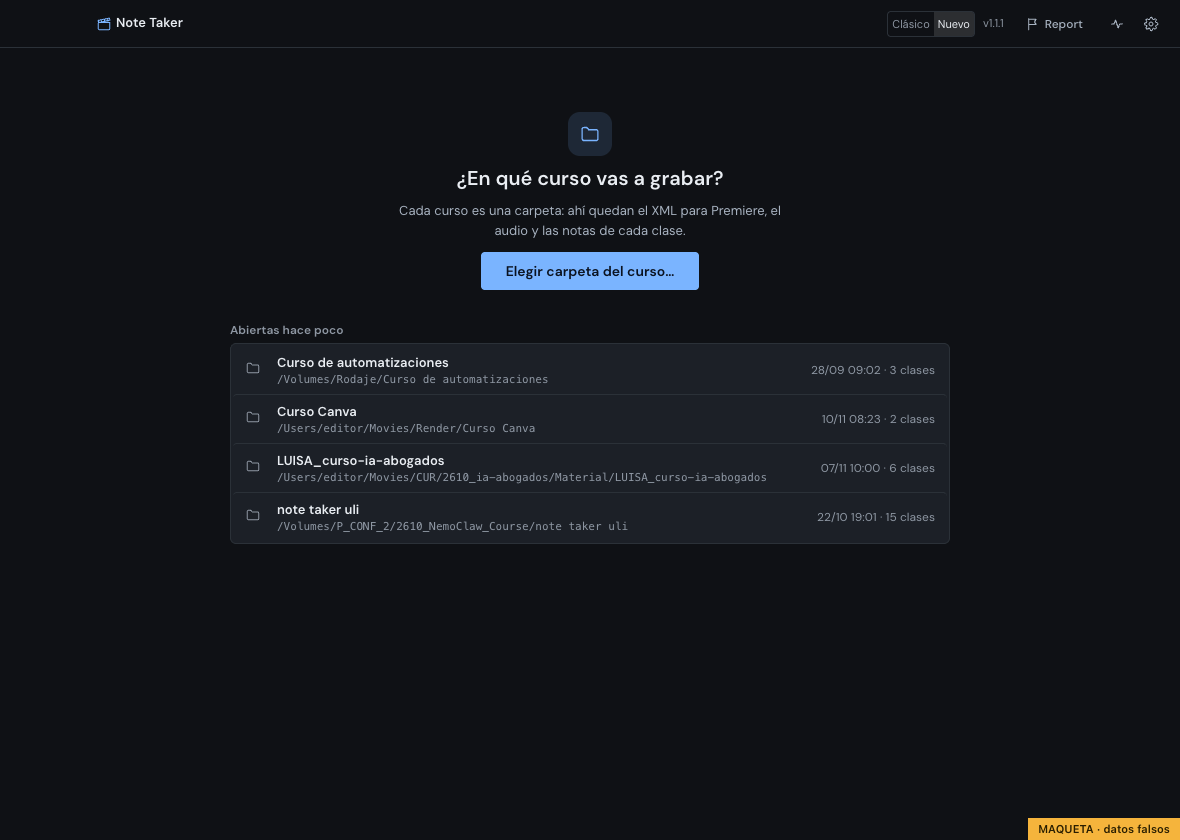 Note Taker
Clásico Nuevo v1.1.1 Report
¿En qué curso vas a grabar?
Cada curso es una carpeta: ahí quedan el XML para Premiere, el
audio y las notas de cada clase.
Elegir carpeta del curso…
Abiertas hace poco
Curso de automatizaciones
/Volumes/Rodaje/Curso de automatizaciones
28/09 09:02 · 3 clases
Curso Canva
/Users/editor/Movies/Render/Curso Canva
10/11 08:23 · 2 clases
LUISA_curso-ia-abogados
/Users/editor/Movies/CUR/2610_ia-abogados/Material/LUISA_curso-ia-abogados
07/11 10:00 · 6 clases
note taker uli
/Volumes/P_CONF_2/2610_NemoClaw_Course/note taker uli
22/10 19:01 · 15 clases
MAQUETA · datos falsos